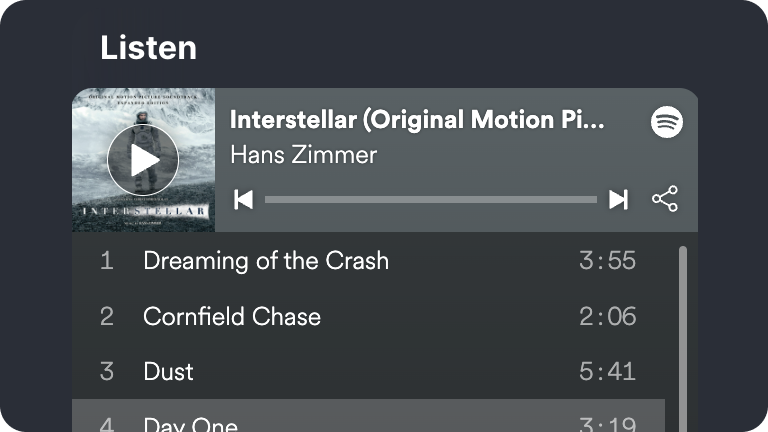 Listen
ORIGINAL MOTION PICTURE SOUNDTRACK
EXPANDED EDITION
INTERSTELLAR
Interstellar (Original Motion Pi...
Hans Zimmer
1 Dreaming of the Crash 3:55
2 Cornfield Chase 2:06
3 Dust 5:41
4 Day One 3:19